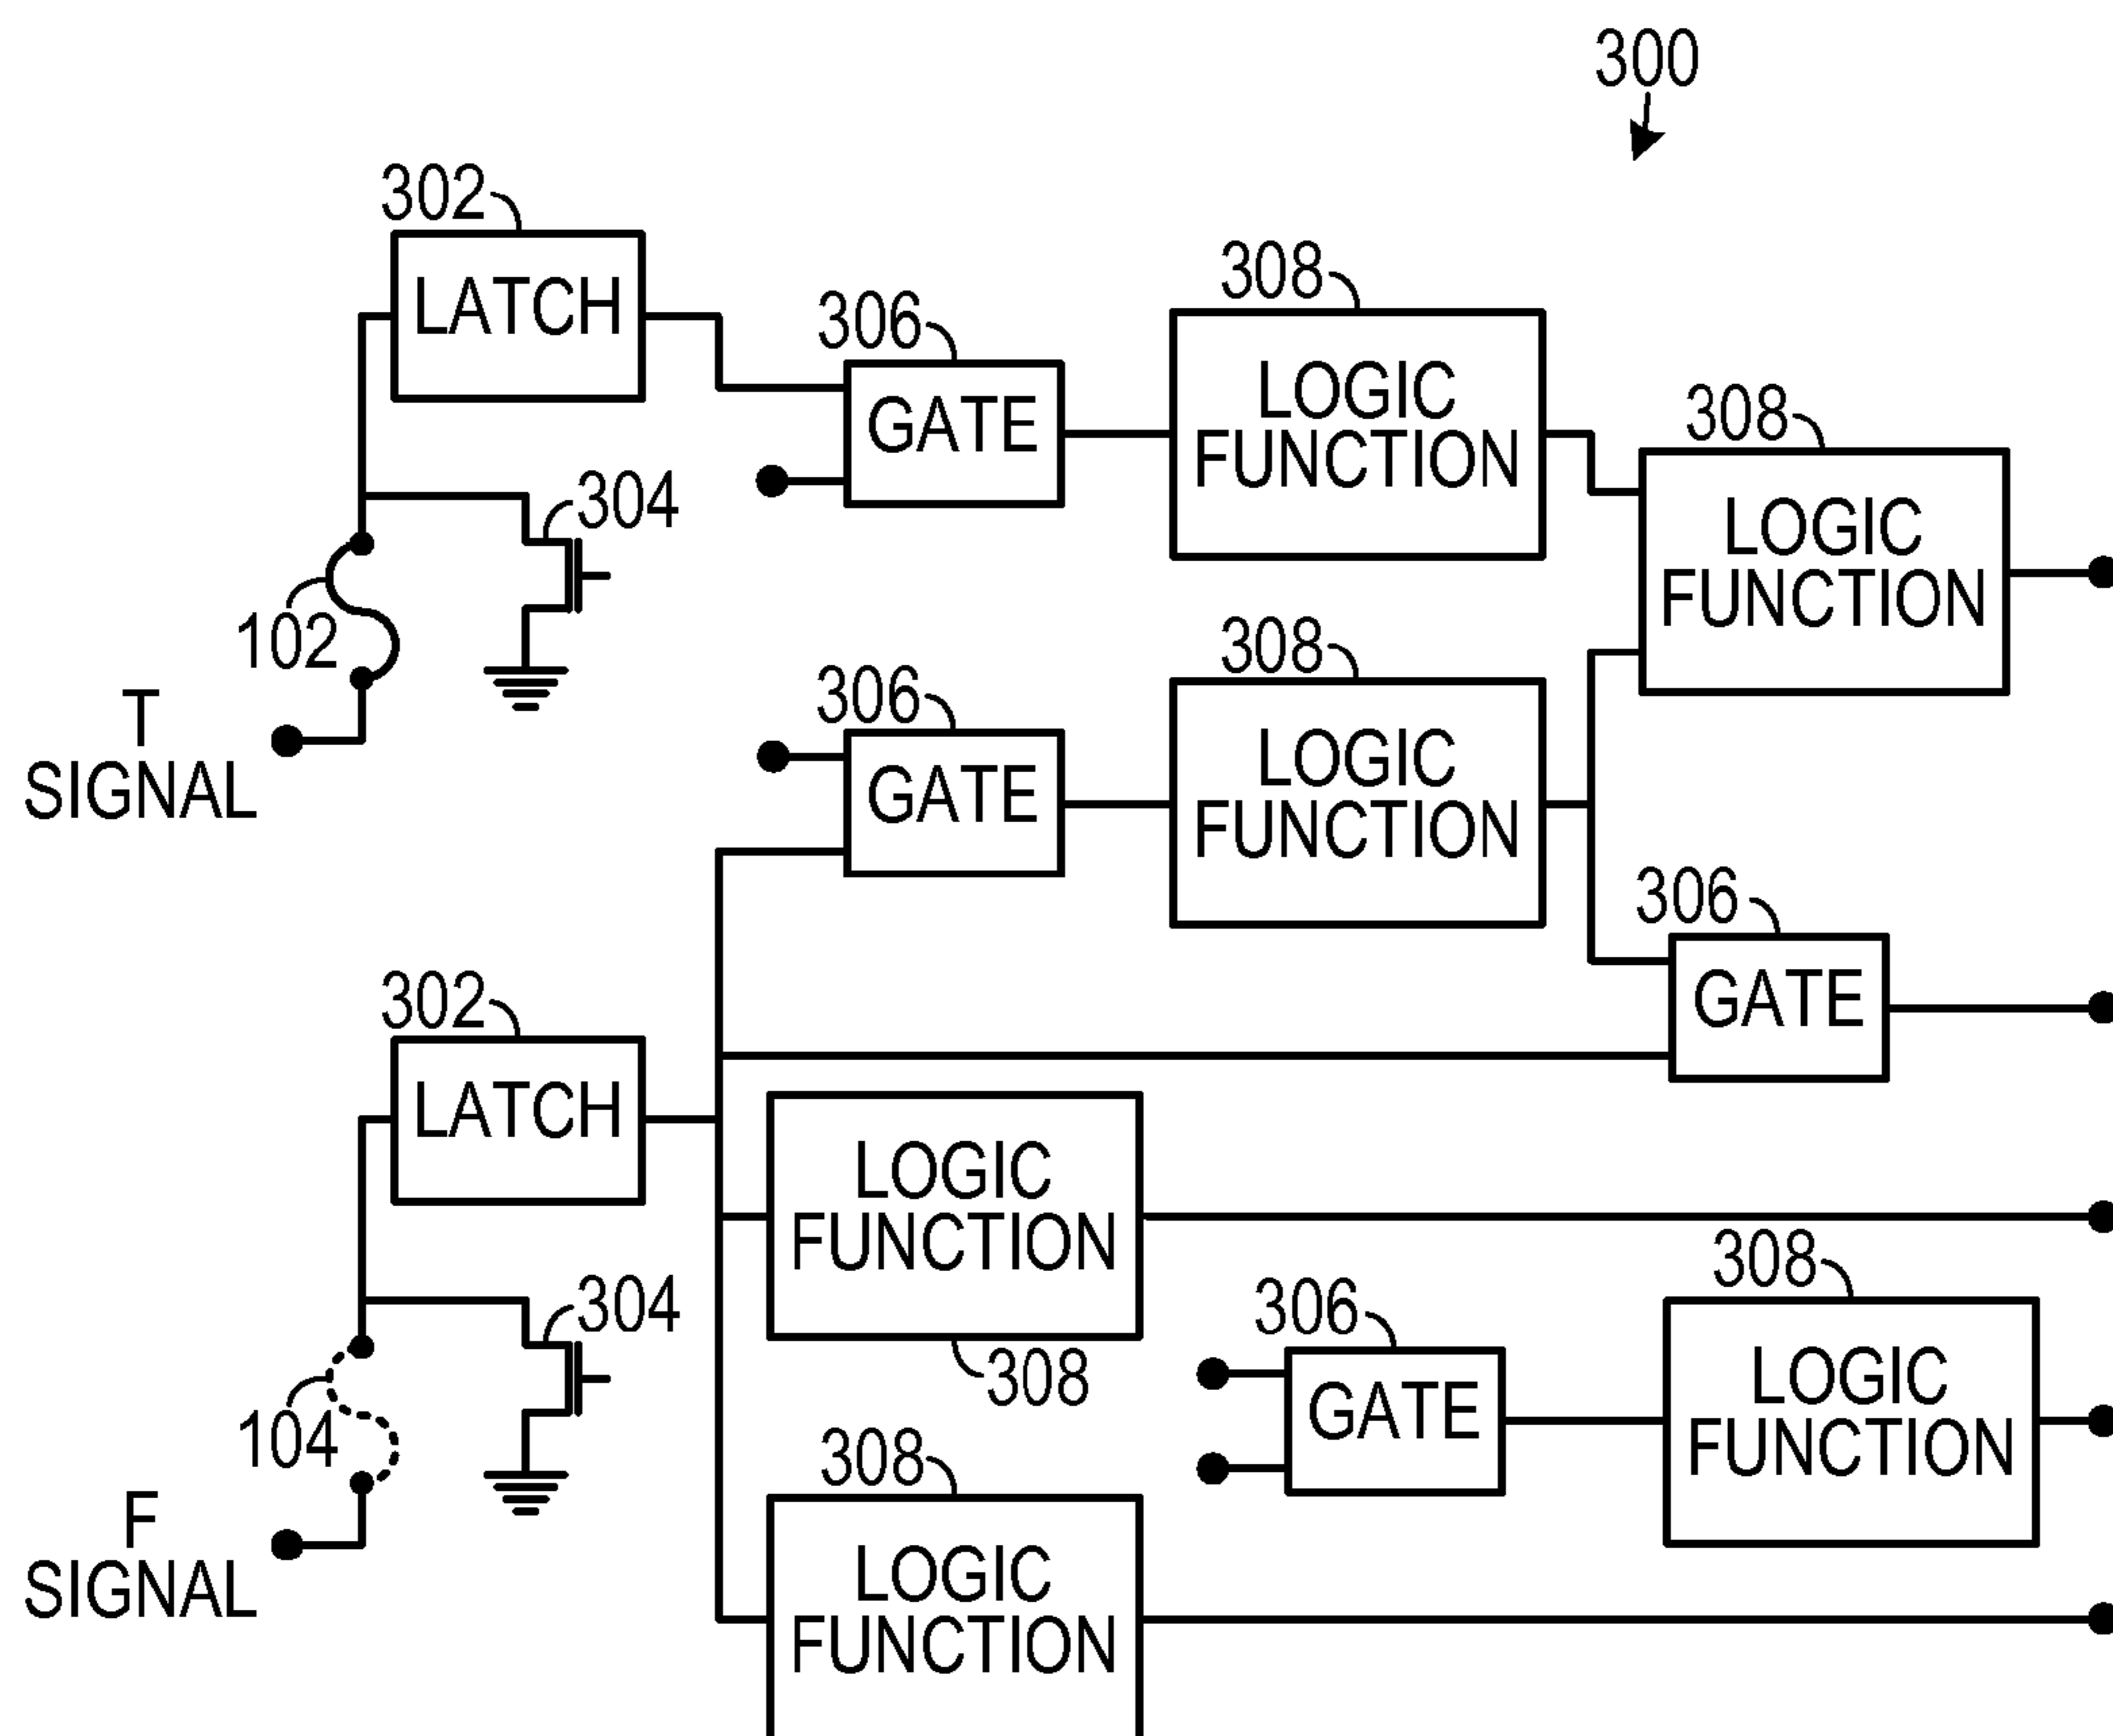 300
302
LATCH
306
GATE
308
LOGIC
FUNCTION
308
LOGIC
FUNCTION
304
102
T
SIGNAL
306
GATE
308
LOGIC
FUNCTION
306
GATE
302
LATCH
LOGIC
FUNCTION
308
304
104
F
SIGNAL
306
GATE
308
LOGIC
FUNCTION
308
LOGIC
FUNCTION